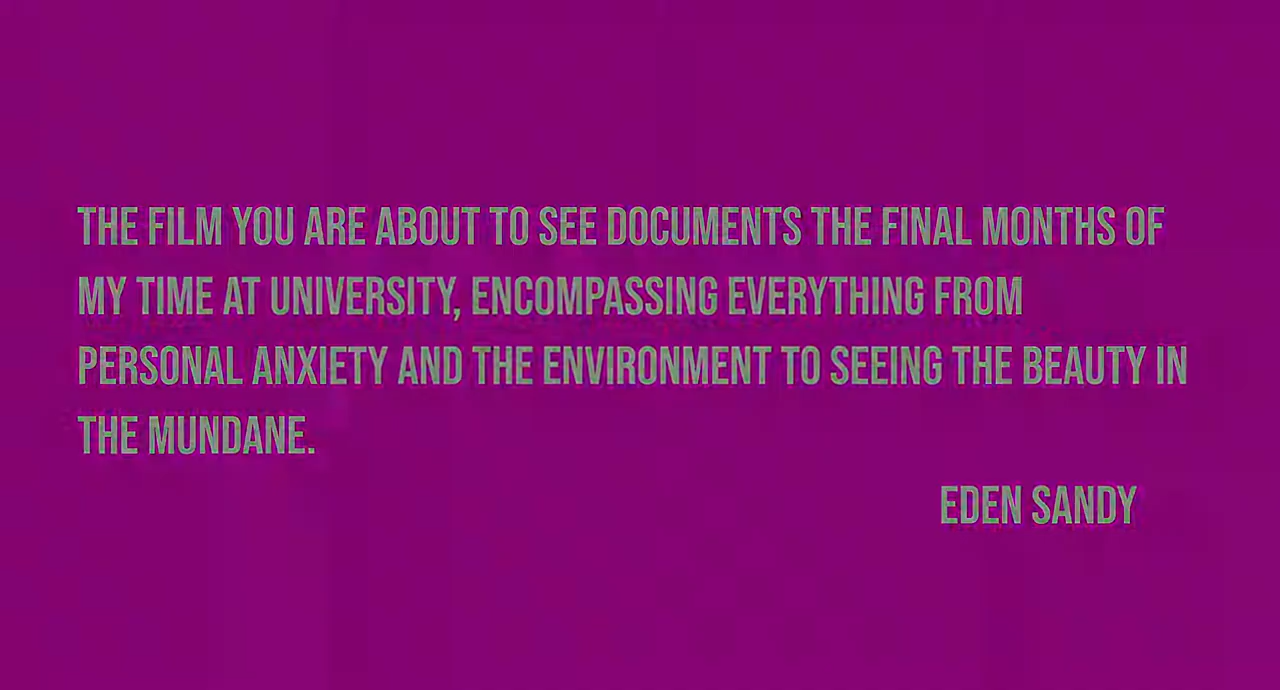 THE FILM YOU ARE ABOUT TO SEE DOCUMENTS THE FINAL MONTHS OF
MY TIME AT UNIVERSITY, ENCOMPASSING EVERYTHING FROM
PERSONAL ANXIETY AND THE ENVIRONMENT TO SEEING THE BEAUTY IN
THE MUNDANE.
EDEN SANDY